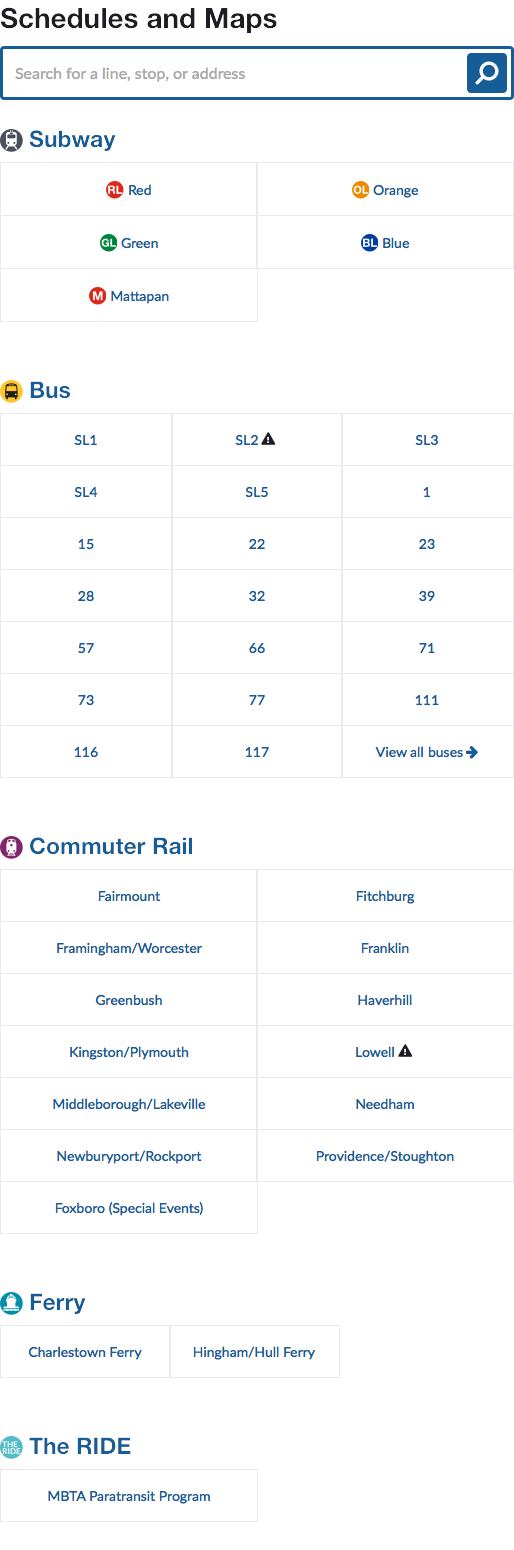 Schedules and Maps
Search for a line, stop, or address
Subway
RL Red
OL Orange
GL Green
BL Blue
M Mattapan
Bus
SL1
SL2
SL3
SL4
SL5
1
15
22
23
28
32
39
57
66
71
73
77
111
116
117
View all buses
Commuter Rail
Fairmount
Fitchburg
Framingham/Worcester
Franklin
Greenbush
Haverhill
Kingston/Plymouth
Lowell
Middleborough/Lakeville
Needham
Newburyport/Rockport
Providence/Stoughton
Foxboro (Special Events)
Ferry
Charlestown Ferry
Hingham/Hull Ferry
THE
RIDE
The RIDE
MBTA Paratransit Program